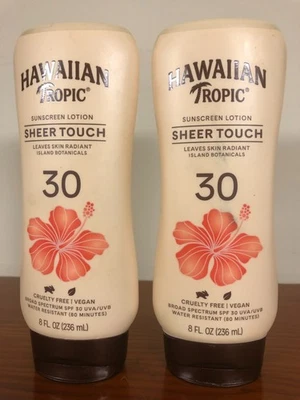 HAWAIIAN
TROPIC®
SUNSCREEN LOTION
SHEER TOUCH
LEAVES SKIN RADIANT
ISLAND BOTANICALS
30
CRUELTY FREE | VEGAN
BROAD SPECTRUM SPF 30 UVA/UVB
WATER RESISTANT (80 MINUTES)
8 FL OZ (236 mL)
HAWAIIAN
TROPIC®
SUNSCREEN LOTION
SHEER TOUCH
LEAVES SKIN RADIANT
ISLAND BOTANICALS
30
CRUELTY FREE | VEGAN
BROAD SPECTRUM SPF 30 UVA/UVB
WATER RESISTANT (80 MINUTES)
8 FL OZ (236 mL)